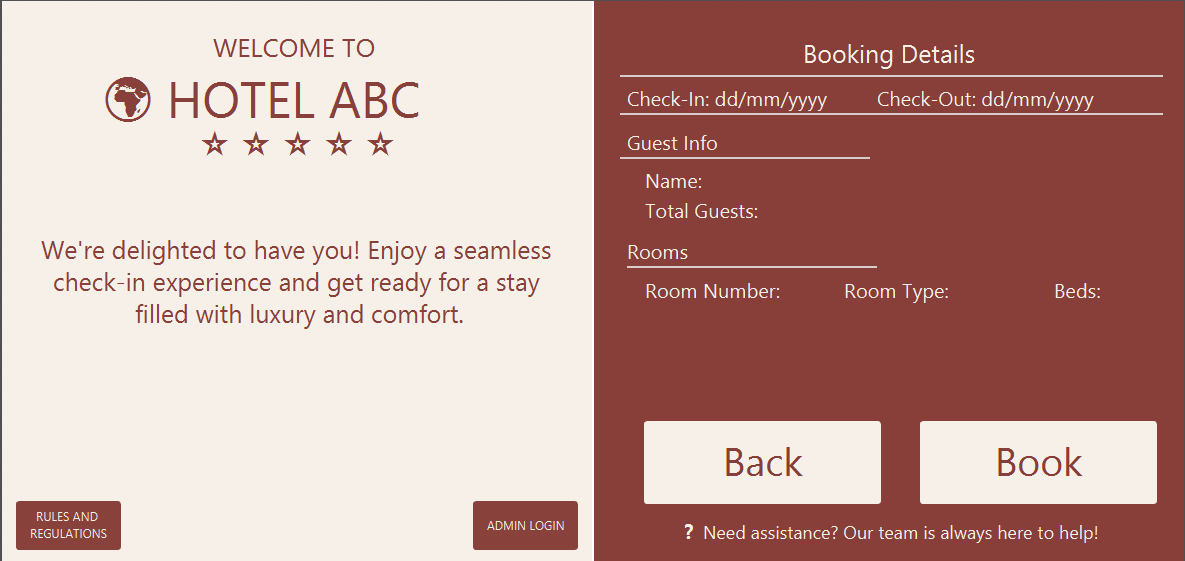 WELCOME TO
HOTEL ABC
We're delighted to have you! Enjoy a seamless
check-in experience and get ready for a stay
filled with luxury and comfort.
RULES AND
REGULATIONS
ADMIN LOGIN
Booking Details
Check-In: dd/mm/yyyy Check-Out: dd/mm/yyyy
Guest Info
Name:
Total Guests:
Rooms
Room Number: Room Type: Beds:
Back Book
? Need assistance? Our team is always here to help!